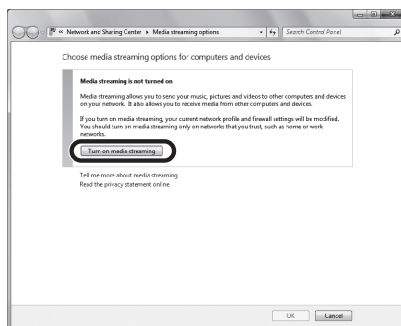 « Network and Sharing Center ▸ Media streaming options
Search Control Panel
Choose media streaming options for computers and devices
Media streaming is not turned on
Media streaming allows you to send your music, pictures and videos to other computers and devices
on your network. It also allows you to receive media from other computers and devices.
If you turn on media streaming, your current network profile and firewall settings will be modified.
You should turn on media streaming only on networks that you trust, such as home or work
networks.
Turn on media streaming
Tell me more about media streaming
Read the privacy statement online
OK
Cancel